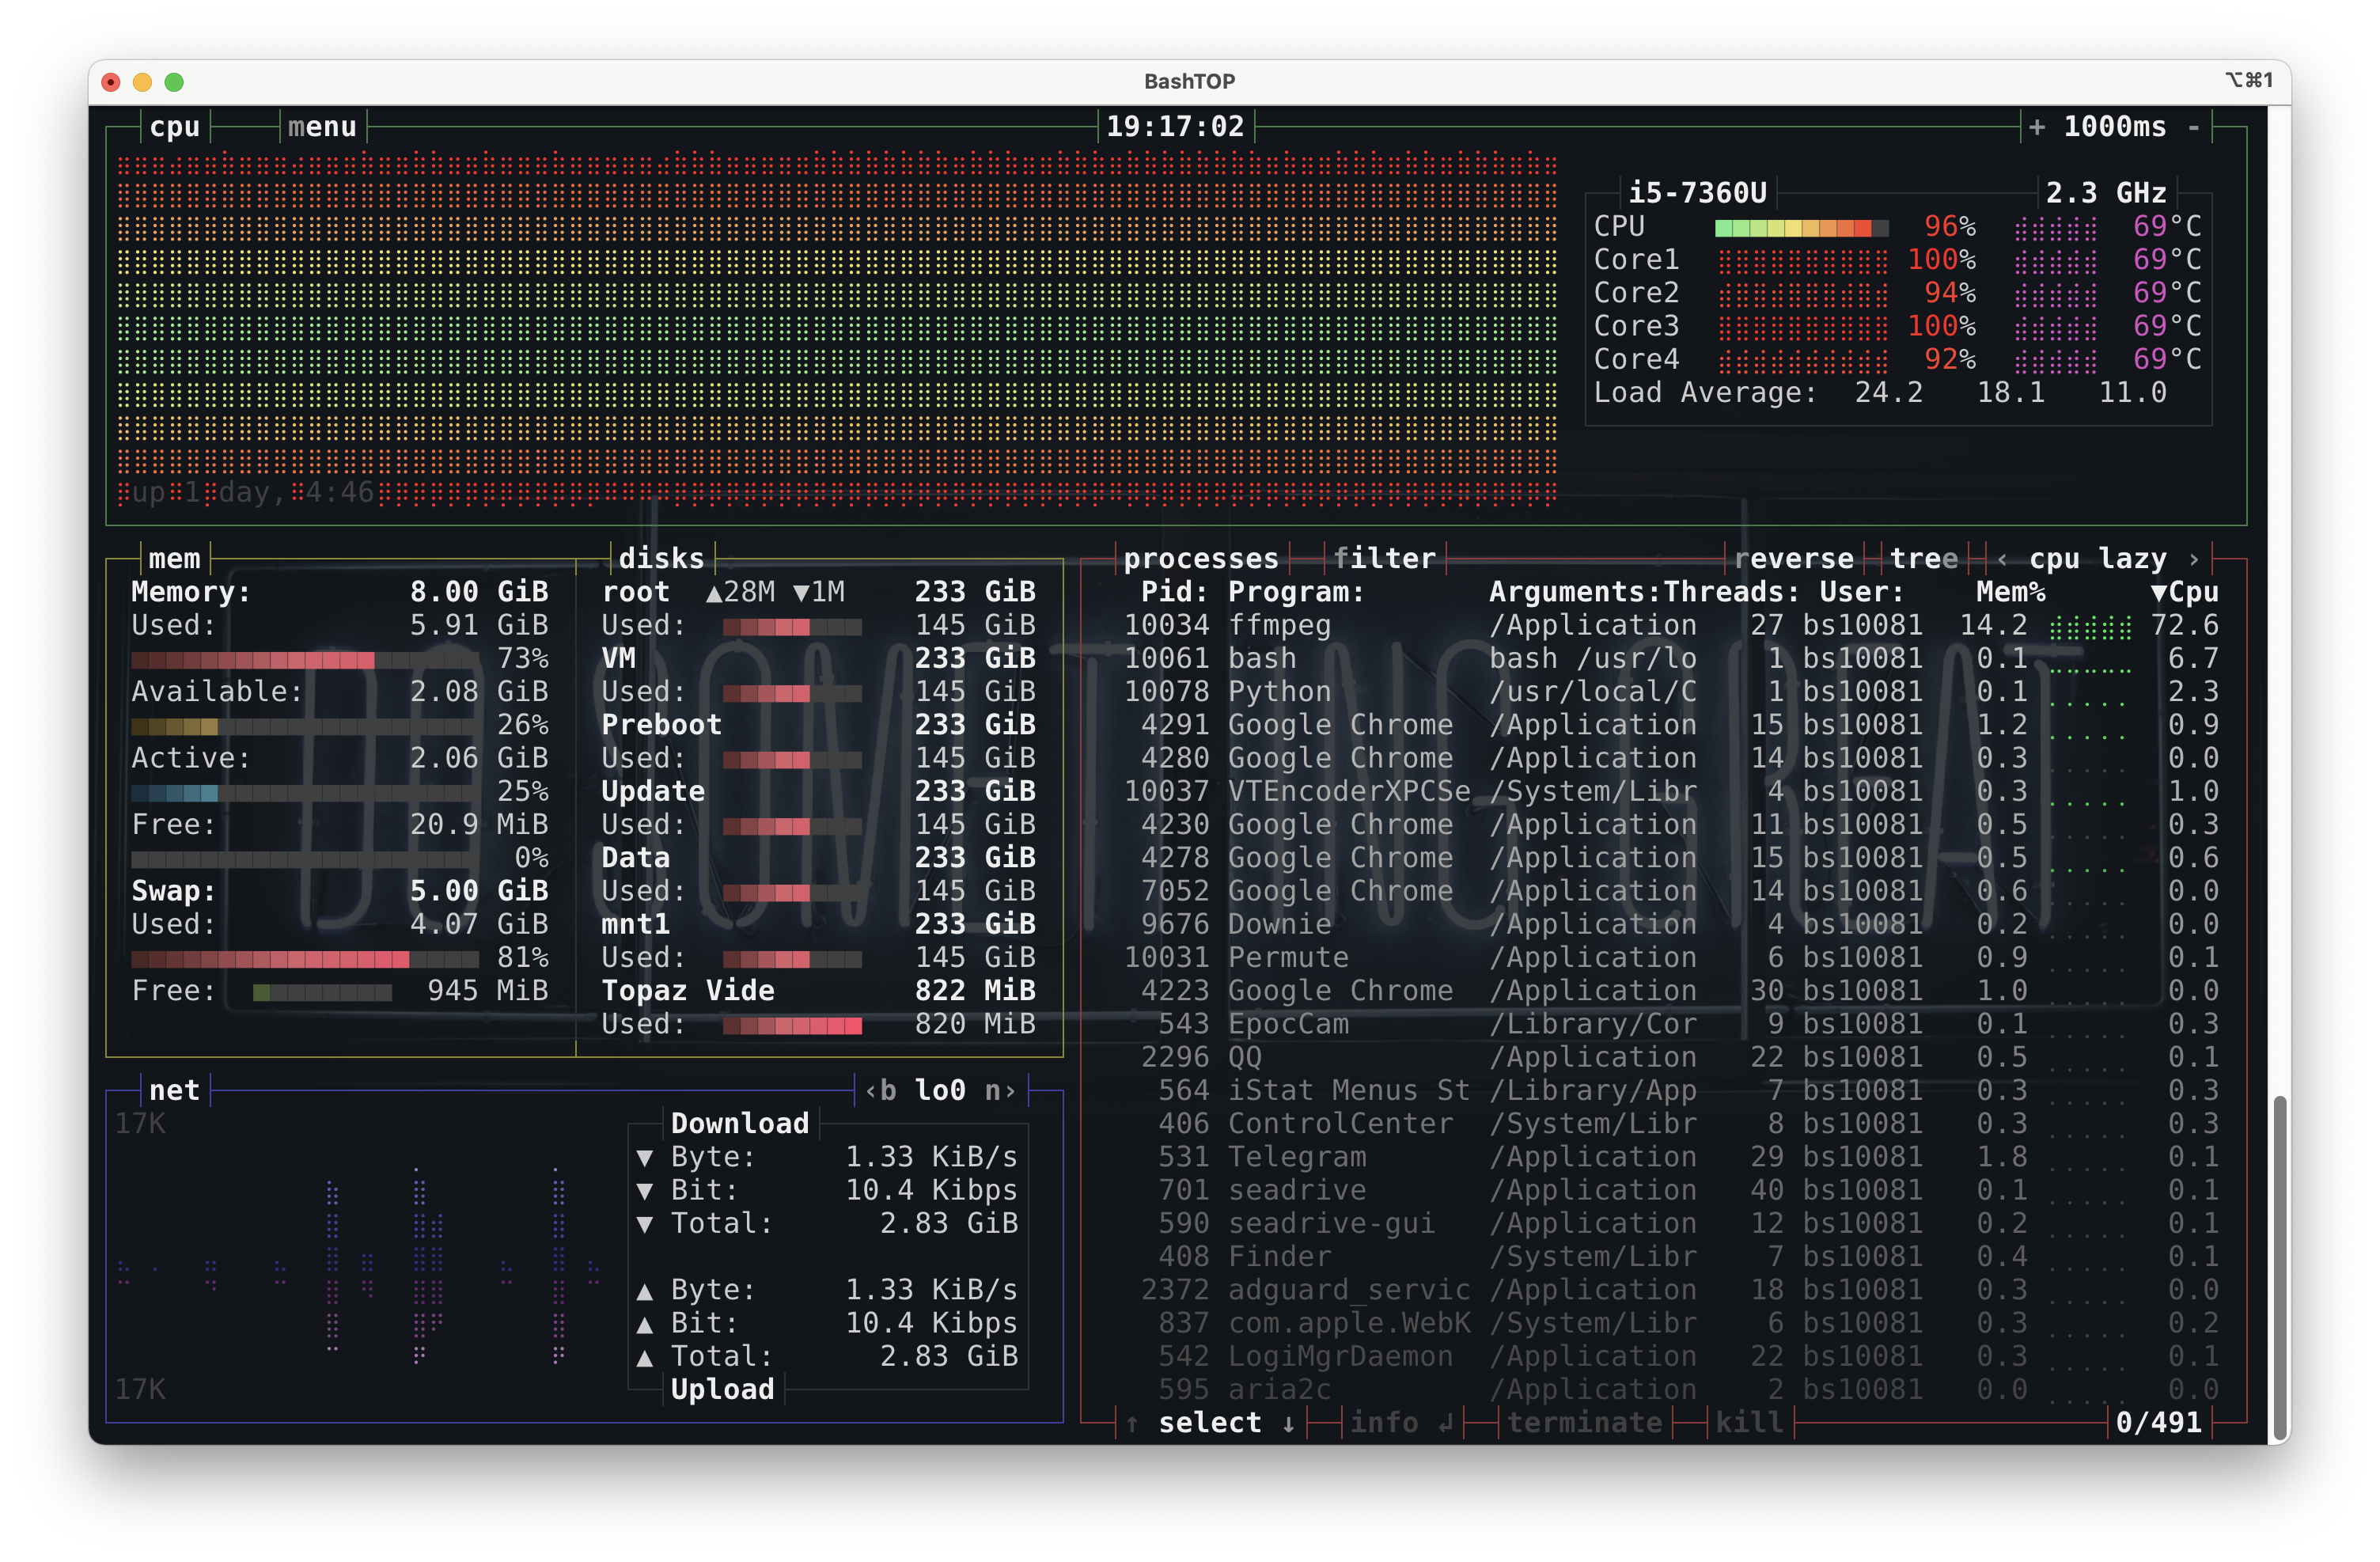 BashTOP ⌥⌘1
cpu menu 19:17:02 + 1000ms -
i5-7360U 2.3 GHz
CPU 96% 69°C
Core1 100% 69°C
Core2 94% 69°C
Core3 100% 69°C
Core4 92% 69°C
Load Average: 24.2 18.1 11.0
up 1 day, 4:46
mem
Memory: 8.00 GiB
Used: 5.91 GiB
73%
Available: 2.08 GiB
26%
Active: 2.06 GiB
25%
Free: 20.9 MiB
0%
Swap: 5.00 GiB
Used: 4.07 GiB
81%
Free: 945 MiB
disks
root ▲28M ▼1M 233 GiB
Used: 145 GiB
VM 233 GiB
Used: 145 GiB
Preboot 233 GiB
Used: 145 GiB
Update 233 GiB
Used: 145 GiB
Data 233 GiB
Used: 145 GiB
mnt1 233 GiB
Used: 145 GiB
Topaz Vide 822 MiB
Used: 820 MiB
net ‹b lo0 n›
17K
17K
Download
▼ Byte: 1.33 KiB/s
▼ Bit: 10.4 Kibps
▼ Total: 2.83 GiB
▲ Byte: 1.33 KiB/s
▲ Bit: 10.4 Kibps
▲ Total: 2.83 GiB
Upload
processes filter reverse tree ‹ cpu lazy ›
Pid: Program: Arguments:Threads: User: Mem% ▼Cpu
10034 ffmpeg /Application 27 bs10081 14.2 72.6
10061 bash bash /usr/lo 1 bs10081 0.1 6.7
10078 Python /usr/local/C 1 bs10081 0.1 2.3
4291 Google Chrome /Application 15 bs10081 1.2 0.9
4280 Google Chrome /Application 14 bs10081 0.3 0.0
10037 VTEncoderXPCSe /System/Libr 4 bs10081 0.3 1.0
4230 Google Chrome /Application 11 bs10081 0.5 0.3
4278 Google Chrome /Application 15 bs10081 0.5 0.6
7052 Google Chrome /Application 14 bs10081 0.6 0.0
9676 Downie /Application 4 bs10081 0.2 0.0
10031 Permute /Application 6 bs10081 0.9 0.1
4223 Google Chrome /Application 30 bs10081 1.0 0.0
543 EpocCam /Library/Cor 9 bs10081 0.1 0.3
2296 QQ /Application 22 bs10081 0.5 0.1
564 iStat Menus St /Library/App 7 bs10081 0.3 0.3
406 ControlCenter /System/Libr 8 bs10081 0.3 0.3
531 Telegram /Application 29 bs10081 1.8 0.1
701 seadrive /Application 40 bs10081 0.1 0.1
590 seadrive-gui /Application 12 bs10081 0.2 0.1
408 Finder /System/Libr 7 bs10081 0.4 0.1
2372 adguard_servic /Application 18 bs10081 0.3 0.0
837 com.apple.WebK /System/Libr 6 bs10081 0.3 0.2
542 LogiMgrDaemon /Application 22 bs10081 0.3 0.1
595 aria2c /Application 2 bs10081 0.0 0.0
↑ select ↓ info ↲ terminate kill 0/491
DO SOMETHING GREAT